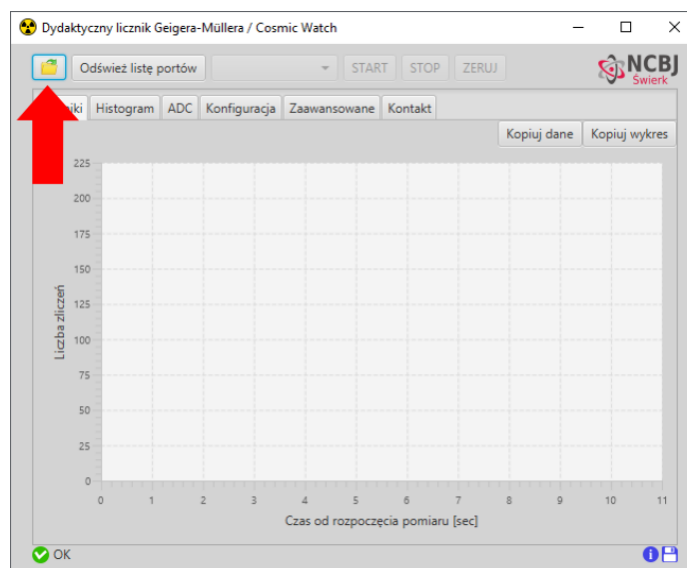 Dydaktyczny licznik Geigera-Müllera / Cosmic Watch
Odśwież listę portów START STOP ZERUJ
NCBJ
Świerk
Histogram ADC Konfiguracja Zaawansowane Kontakt
Kopiuj dane Kopiuj wykres
225
200
175
150
125
100
75
50
25
0
Liczba zliczeń
0 1 2 3 4 5 6 7 8 9 10 11
Czas od rozpoczęcia pomiaru [sec]
OK